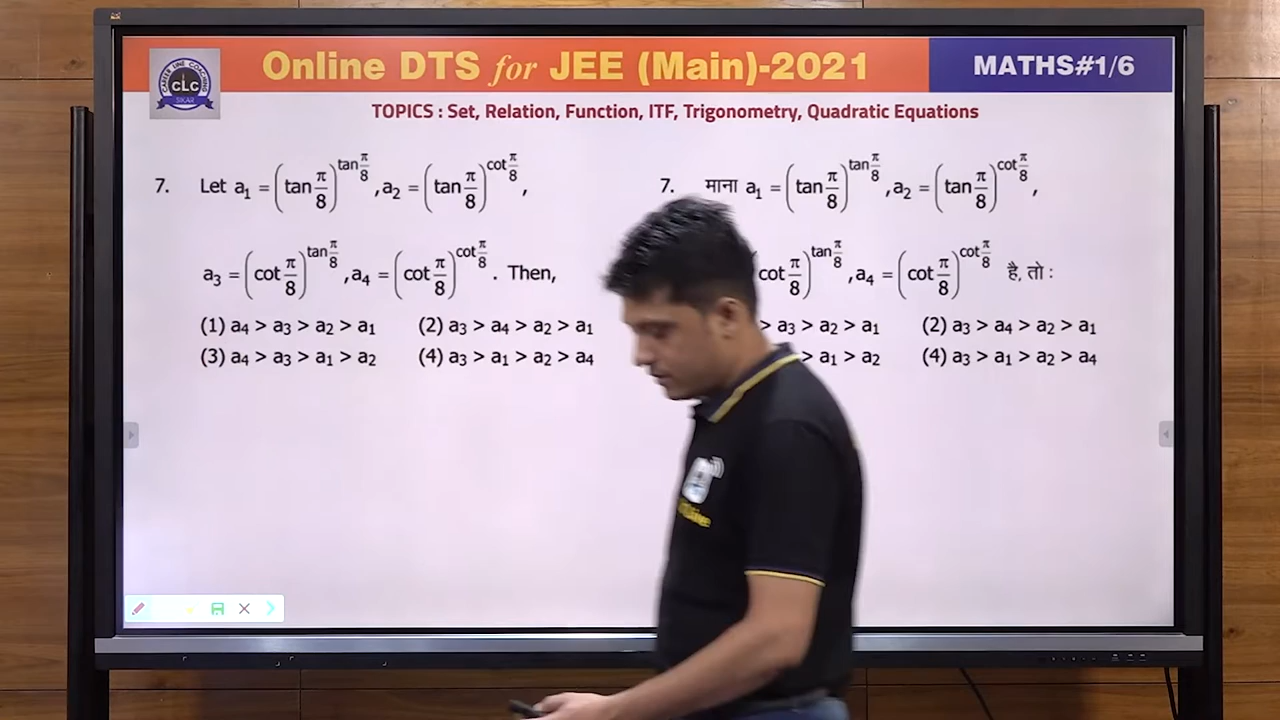 Online DTS for JEE (Main)-2021
MATHS#1/6
CLC
SIKAR
TOPICS : Set, Relation, Function, ITF, Trigonometry, Quadratic Equations
7. Let a₁ = (tan π/8)^(tan π/8), a₂ = (tan π/8)^(cot π/8),
a₃ = (cot π/8)^(tan π/8), a₄ = (cot π/8)^(cot π/8). Then,
(1) a₄ > a₃ > a₂ > a₁ (2) a₃ > a₄ > a₂ > a₁
(3) a₄ > a₃ > a₁ > a₂ (4) a₃ > a₁ > a₂ > a₄
7. माना a₁ = (tan π/8)^(tan π/8), a₂ = (tan π/8)^(cot π/8),
cot π/8)^(tan π/8), a₄ = (cot π/8)^(cot π/8) है, तो :
> a₃ > a₂ > a₁ (2) a₃ > a₄ > a₂ > a₁
> a₁ > a₂ (4) a₃ > a₁ > a₂ > a₄